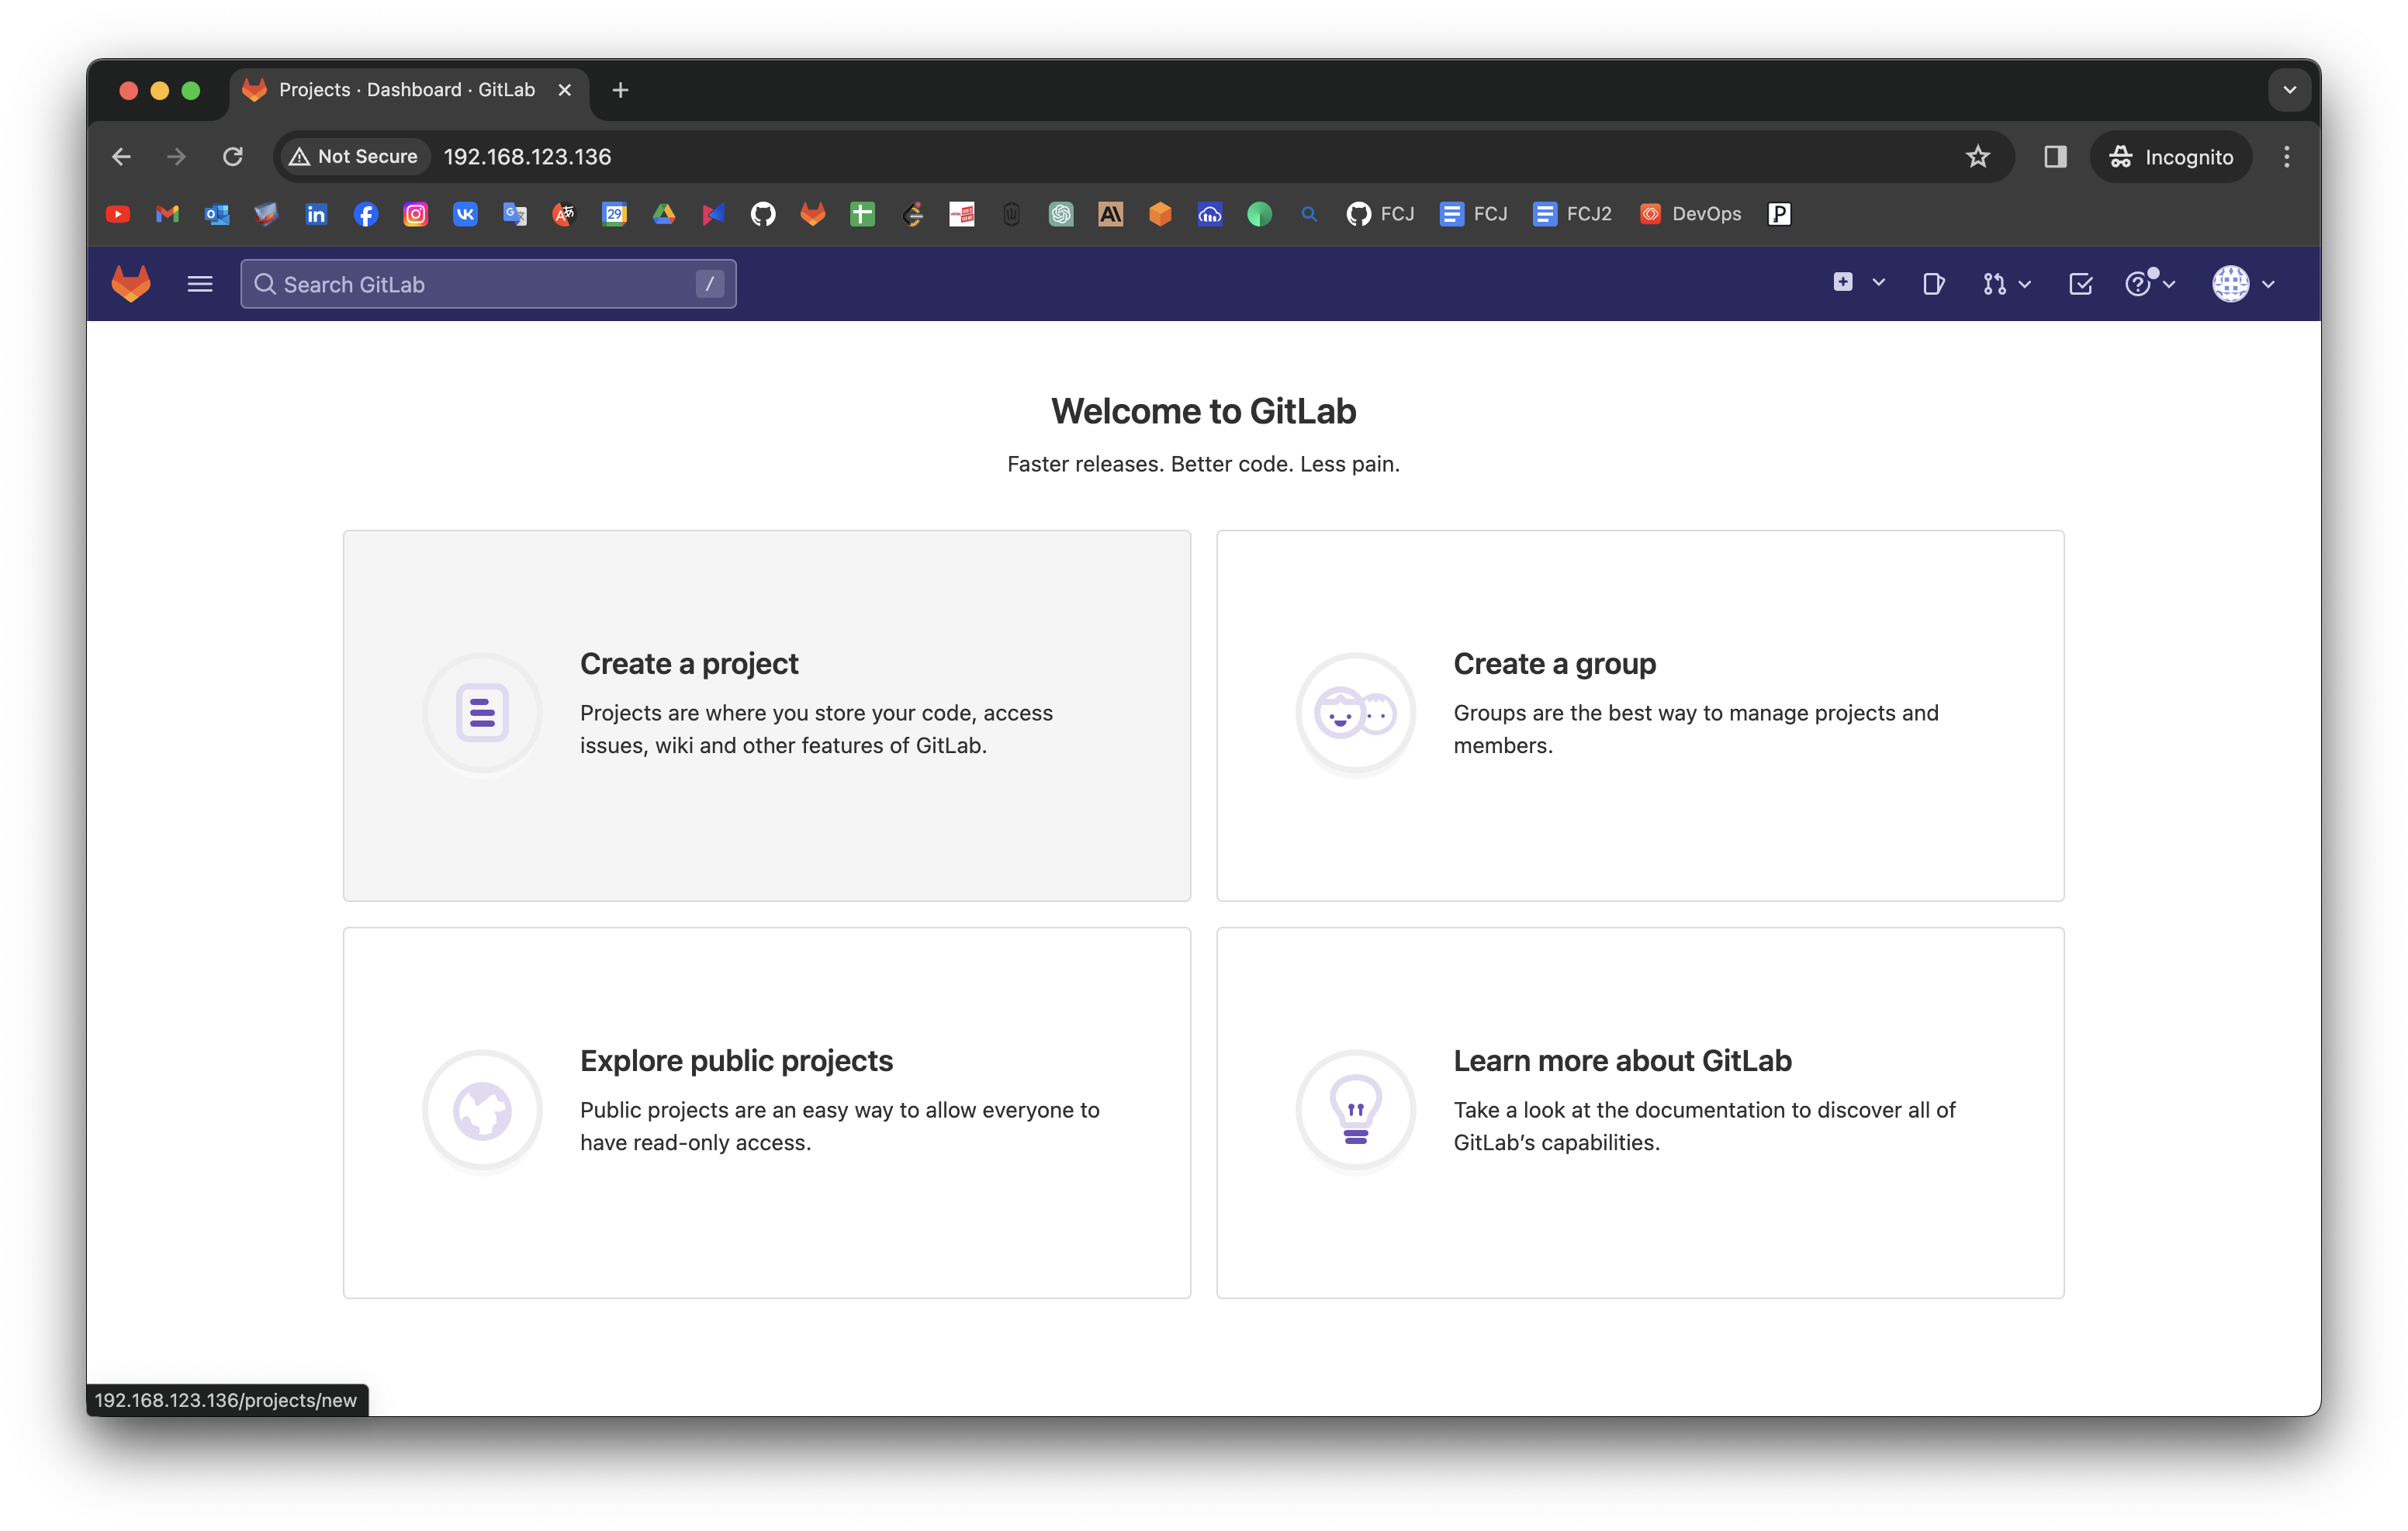 Projects · Dashboard · GitLab
Not Secure 192.168.123.136
Incognito
FCJ FCJ FCJ2 DevOps
Search GitLab /
Welcome to GitLab
Faster releases. Better code. Less pain.
Create a project
Projects are where you store your code, access
issues, wiki and other features of GitLab.
Create a group
Groups are the best way to manage projects and
members.
Explore public projects
Public projects are an easy way to allow everyone to
have read-only access.
Learn more about GitLab
Take a look at the documentation to discover all of
GitLab’s capabilities.
192.168.123.136/projects/new